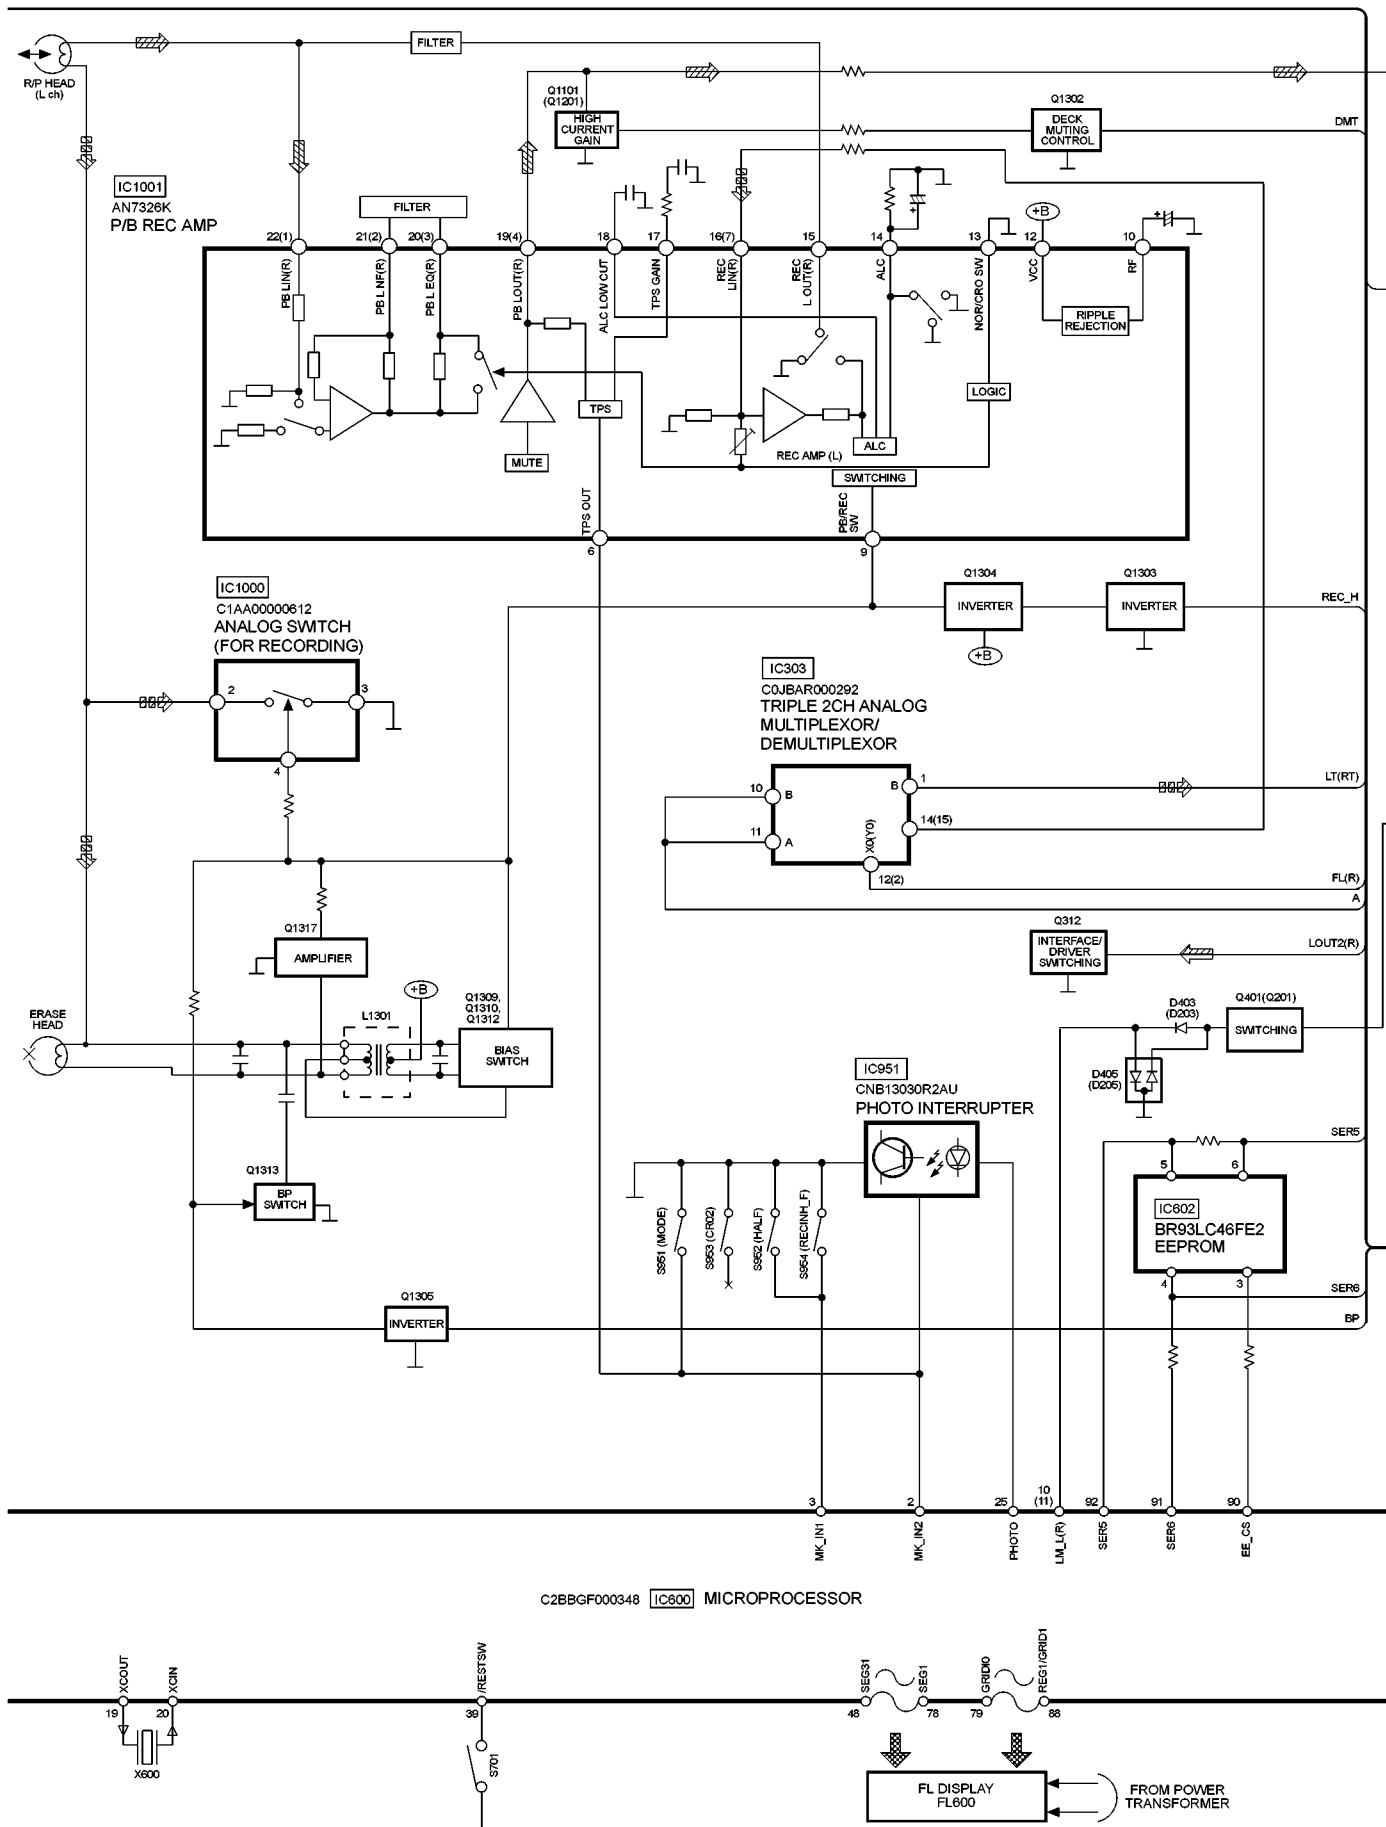 R/P HEAD
(L ch)
FILTER
Q1101
(Q1201)
HIGH
CURRENT
GAIN
Q1302
DECK
MUTING
CONTROL
DMT
IC1001
AN7326K
P/B REC AMP
FILTER
+B
22(1)
21(2)
20(3)
19(4)
18
17
16(7)
15
14
13
12
10
PB LIN(R)
PB L NF(R)
PB L EQ(R)
PB LOUT(R)
ALC LOW CUT
TPS GAIN
REC
LIN(R)
REC
L OUT(R)
ALC
NOR/CRO SW
VCC
RF
RIPPLE
REJECTION
LOGIC
TPS
MUTE
REC AMP (L)
ALC
SWITCHING
TPS OUT
PB/REC
SW
6
9
IC1000
C1AA00000612
ANALOG SWITCH
(FOR RECORDING)
2
3
4
Q1304
INVERTER
+B
Q1303
INVERTER
REC_H
IC303
C0JBAR000292
TRIPLE 2CH ANALOG
MULTIPLEXOR/
DEMULTIPLEXOR
10
B
B
1
LT(RT)
11
A
X0(Y0)
14(15)
12(2)
FL(R)
A
Q312
INTERFACE/
DRIVER
SWITCHING
LOUT2(R)
Q1317
AMPLIFIER
+B
L1301
Q1309,
Q1310,
Q1312
BIAS
SWITCH
ERASE
HEAD
D403
(D203)
Q401(Q201)
SWITCHING
D405
(D205)
IC951
CNB13030R2AU
PHOTO INTERRUPTER
SER5
5
6
IC602
BR93LC46FE2
EEPROM
4
3
SER6
BP
Q1313
BP
SWITCH
S951 (MODE)
S953 (CR02)
S952 (HALF)
S954 (RECINH_F)
Q1305
INVERTER
3
2
25
10
(11)
92
91
90
MK_IN1
MK_IN2
PHOTO
LM_L(R)
SER5
SER6
EE_CS
C2BBGF000348 IC600 MICROPROCESSOR
XCOUT
XCIN
/RESTSW
SEG31
SEG1
GRID0
REG1/GRID1
19
20
39
48
78
79
88
X600
S701
FL DISPLAY
FL600
FROM POWER
TRANSFORMER